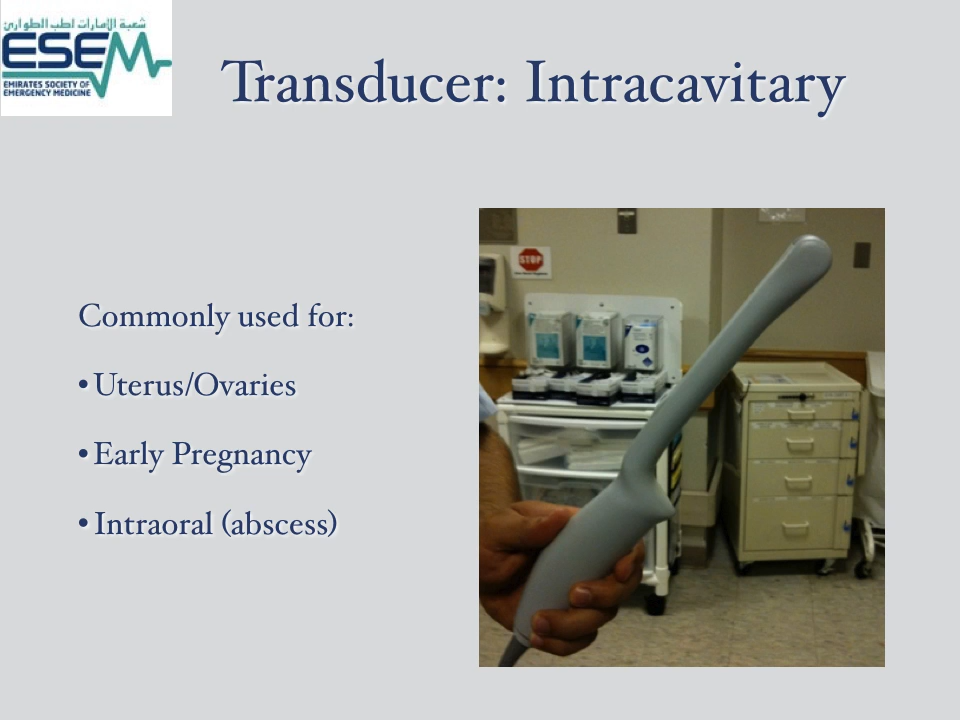 شعبة الإمارات لطب الطوارئ
ESEM
EMIRATES SOCIETY OF
EMERGENCY MEDICINE
Transducer: Intracavitary
Commonly used for:
• Uterus/Ovaries
• Early Pregnancy
• Intraoral (abscess)
STOP